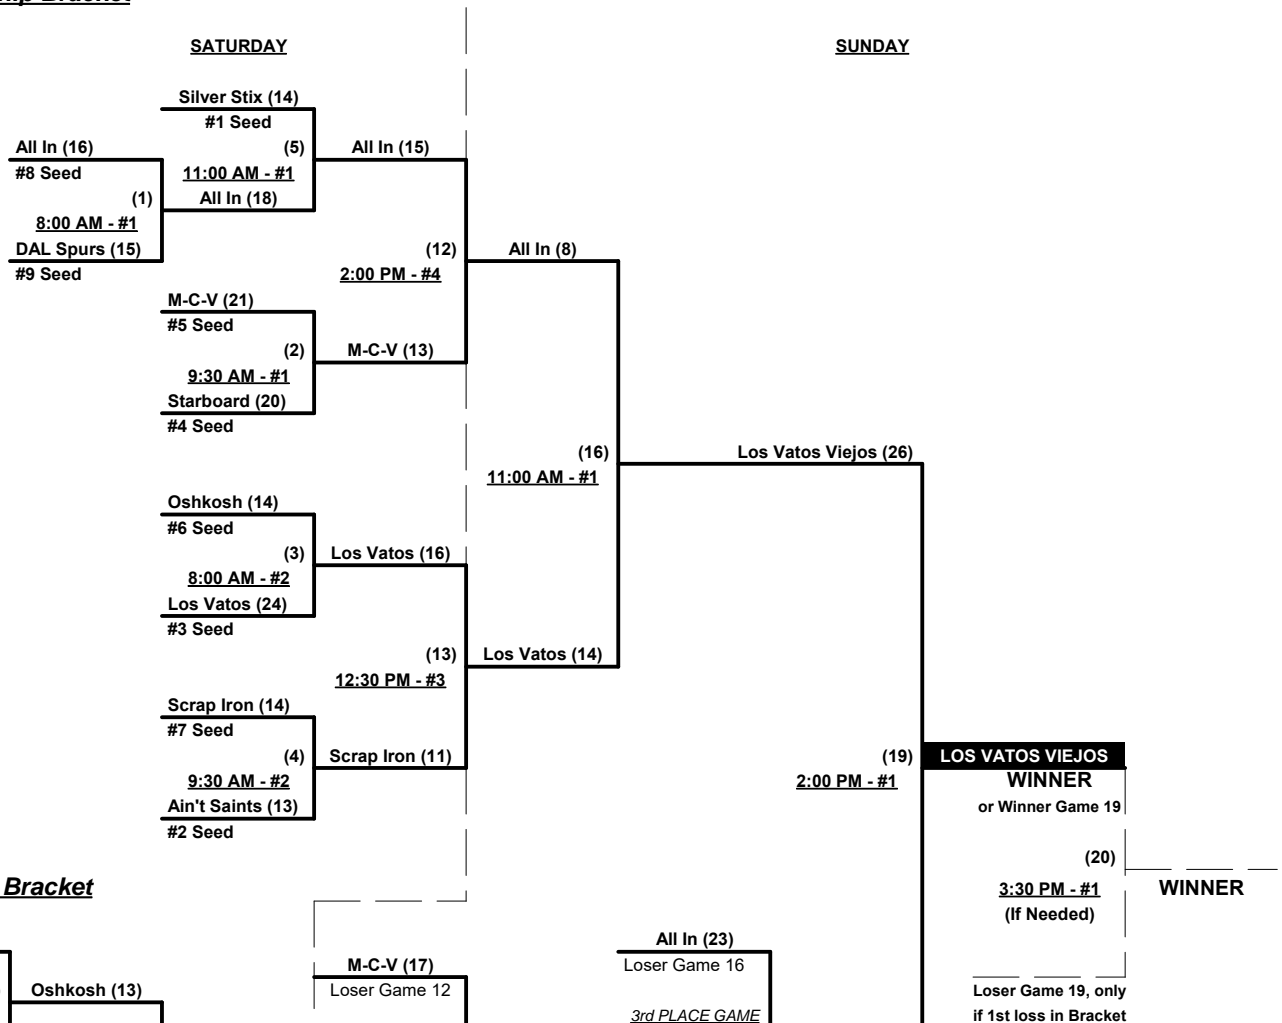 SATURDAY
SUNDAY
Silver Stix (14)
#1 Seed
All In (16)
(5)
All In (15)
#8 Seed
11:00 AM - #1
(1)
All In (18)
8:00 AM - #1
DAL Spurs (15)
(12)
All In (8)
#9 Seed
2:00 PM - #4
M-C-V (21)
#5 Seed
(2)
M-C-V (13)
9:30 AM - #1
Starboard (20)
#4 Seed
(16)
Los Vatos Viejos (26)
11:00 AM - #1
Oshkosh (14)
#6 Seed
(3)
Los Vatos (16)
8:00 AM - #2
Los Vatos (24)
#3 Seed
(13)
Los Vatos (14)
12:30 PM - #3
Scrap Iron (14)
#7 Seed
(4)
Scrap Iron (11)
(19)
LOS VATOS VIEJOS
9:30 AM - #2
2:00 PM - #1
WINNER
Ain't Saints (13)
or Winner Game 19
#2 Seed
(20)
Bracket
3:30 PM - #1
WINNER
(If Needed)
All In (23)
M-C-V (17)
Loser Game 16
Oshkosh (13)
Loser Game 12
Loser Game 19, only
3rd PLACE GAME
if 1st loss in Bracket